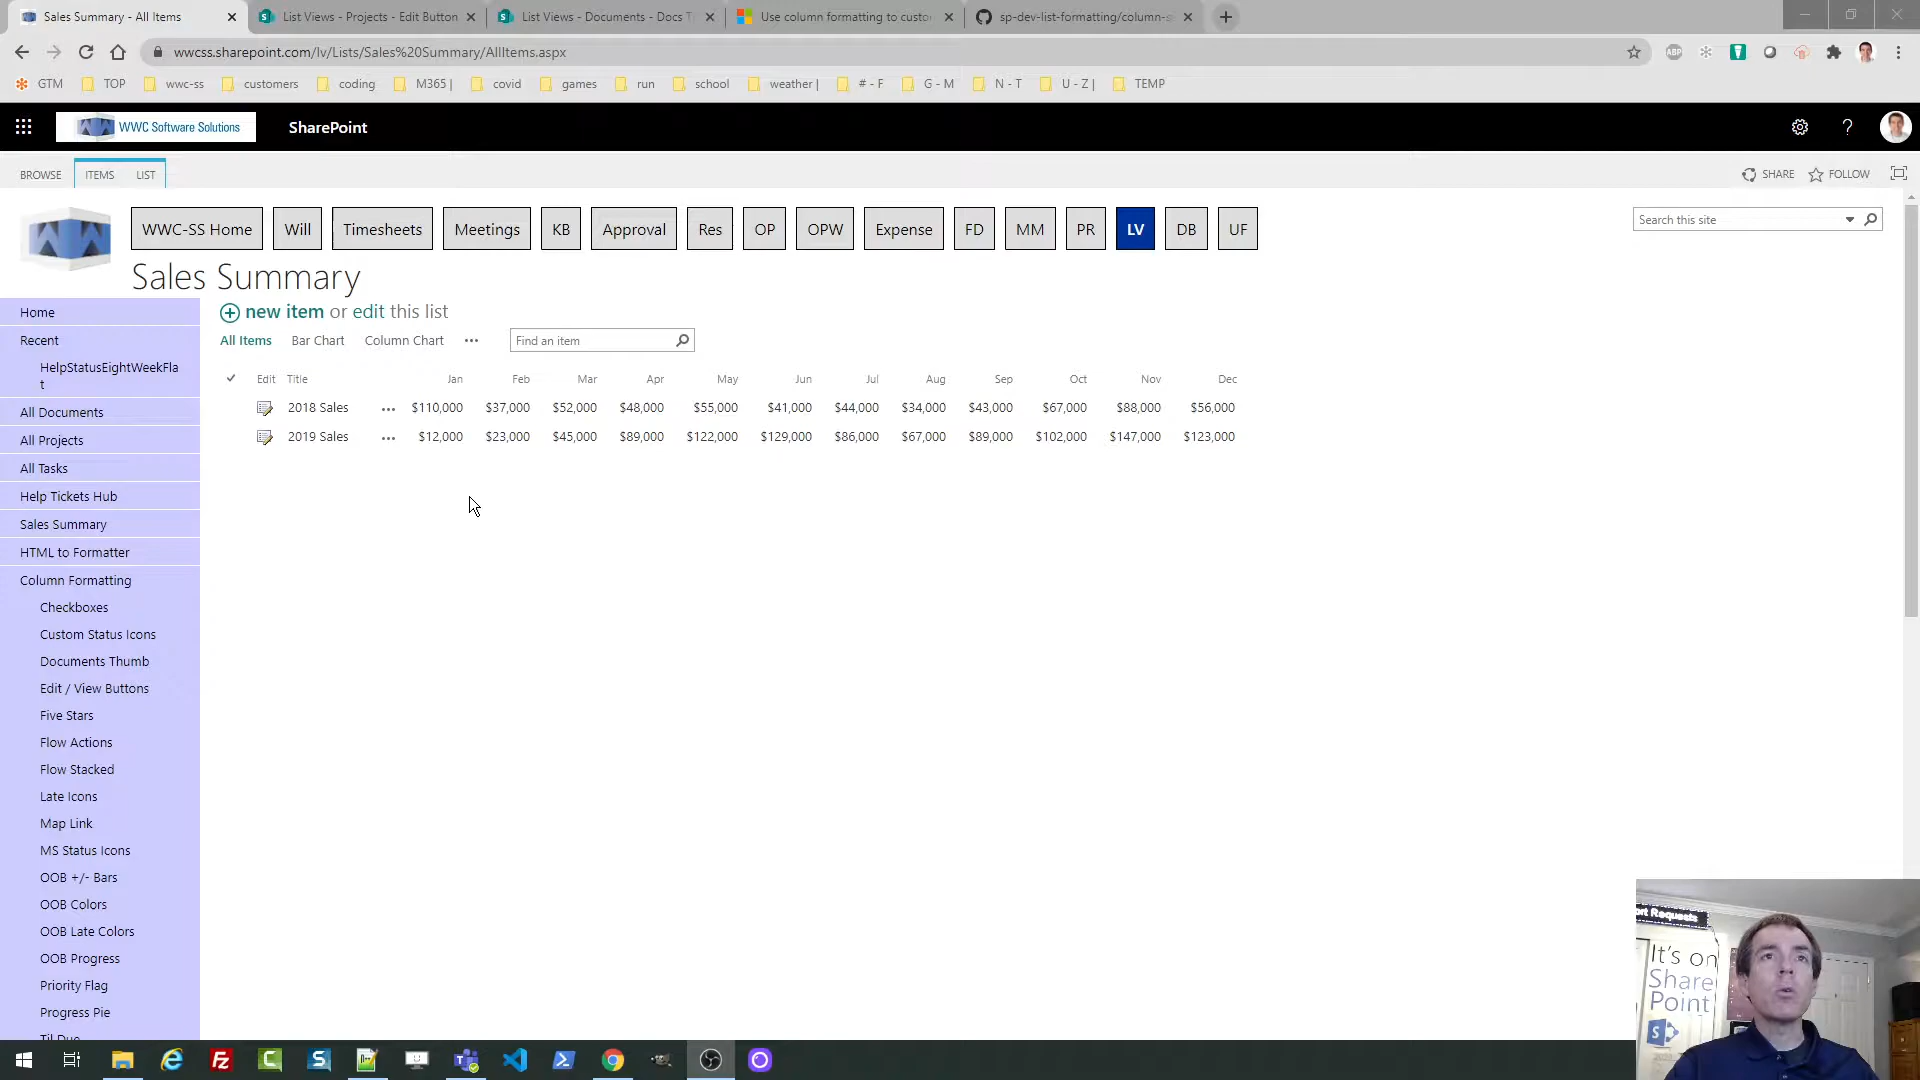 Sales Summary - All Items
List Views - Projects - Edit Button
List Views - Documents - Docs T
Use column formatting to custo
sp-dev-list-formatting/column-s
wwcss.sharepoint.com/lv/Lists/Sales%20Summary/AllItems.aspx
ABP
GTM TOP wwc-ss customers coding M365 | covid games run school weather | # - F G - M N - T U - Z | TEMP
WWC Software Solutions
SharePoint
?
BROWSE ITEMS LIST
SHARE FOLLOW
WWC-SS Home Will Timesheets Meetings KB Approval Res OP OPW Expense FD MM PR LV DB UF
Search this site
Sales Summary
new item or edit this list
All Items Bar Chart Column Chart ... Find an item
Edit Title Jan Feb Mar Apr May Jun Jul Aug Sep Oct Nov Dec
2018 Sales ... $110,000 $37,000 $52,000 $48,000 $55,000 $41,000 $44,000 $34,000 $43,000 $67,000 $88,000 $56,000
2019 Sales ... $12,000 $23,000 $45,000 $89,000 $122,000 $129,000 $86,000 $67,000 $89,000 $102,000 $147,000 $123,000
Home
Recent
HelpStatusEightWeekFla
t
All Documents
All Projects
All Tasks
Help Tickets Hub
Sales Summary
HTML to Formatter
Column Formatting
Checkboxes
Custom Status Icons
Documents Thumb
Edit / View Buttons
Five Stars
Flow Actions
Flow Stacked
Late Icons
Map Link
MS Status Icons
OOB +/- Bars
OOB Colors
OOB Late Colors
OOB Progress
Priority Flag
Progress Pie
Til Due
ort Requests
It's on
Share
Point